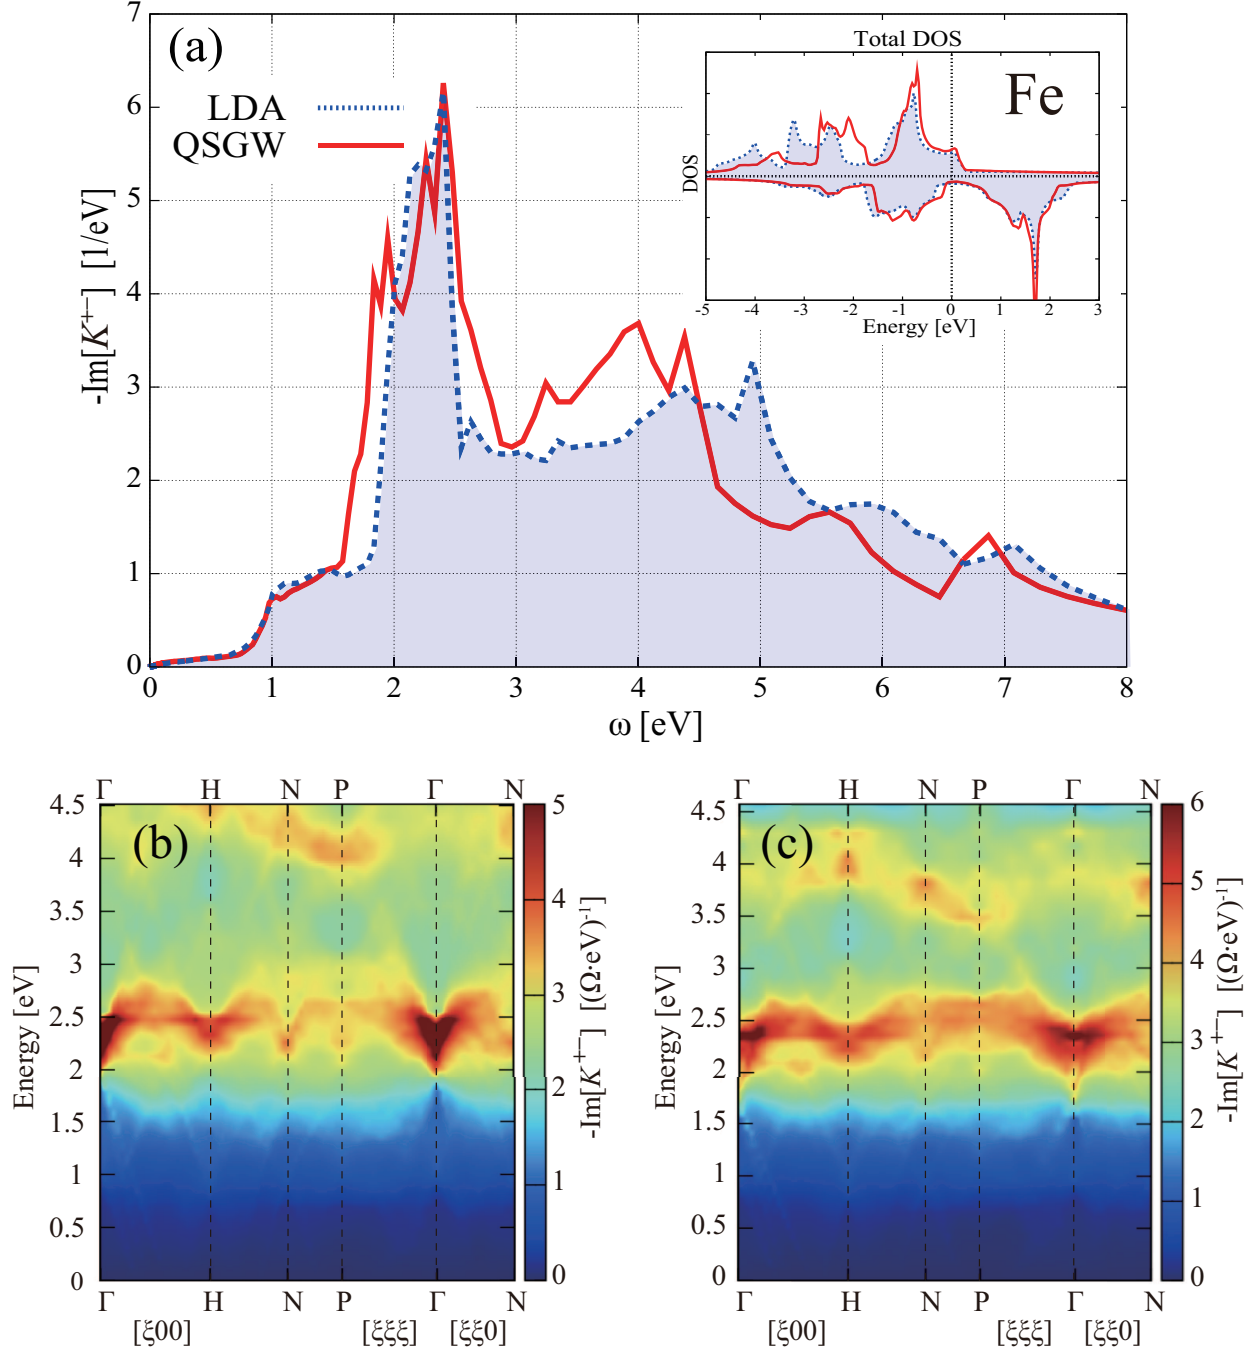 (a)
LDA
QSGW
7
6
5
4
3
2
1
0
-Im[K⁺⁻] [1/eV]
0 1 2 3 4 5 6 7 8
ω [eV]
Total DOS
Fe
DOS
-5 -4 -3 -2 -1 0 1 2 3
Energy [eV]
Γ H N P Γ N
(b)
4.5
4
3.5
3
2.5
2
1.5
1
0.5
0
Energy [eV]
Γ H N P Γ N
[ξ00] [ξξξ] [ξξ0]
5
4
3
2
1
0
-Im[K⁺⁻] [(Ω·eV)⁻¹]
Γ H N P Γ N
(c)
4.5
4
3.5
3
2.5
2
1.5
1
0.5
0
Energy [eV]
Γ H N P Γ N
[ξ00] [ξξξ] [ξξ0]
6
5
4
3
2
1
0
-Im[K⁺⁻] [(Ω·eV)⁻¹]